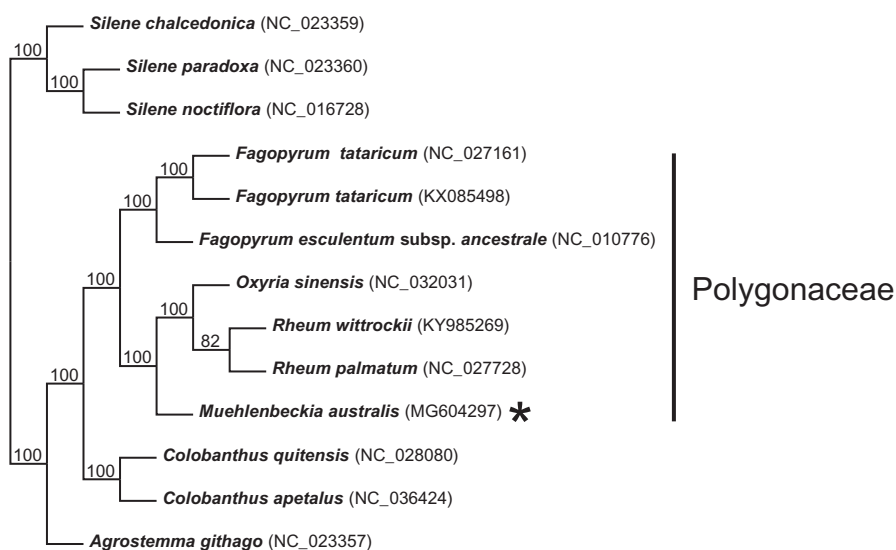 Silene chalcedonica (NC_023359)
100
Silene paradoxa (NC_023360)
100
Silene noctiflora (NC_016728)
Fagopyrum tataricum (NC_027161)
100
Fagopyrum tataricum (KX085498)
100
Fagopyrum esculentum subsp. ancestrale (NC_010776)
100
Oxyria sinensis (NC_032031)
Polygonaceae
100
Rheum wittrockii (KY985269)
82
100
Rheum palmatum (NC_027728)
100
Muehlenbeckia australis (MG604297) *
Colobanthus quitensis (NC_028080)
100
100
Colobanthus apetalus (NC_036424)
Agrostemma githago (NC_023357)